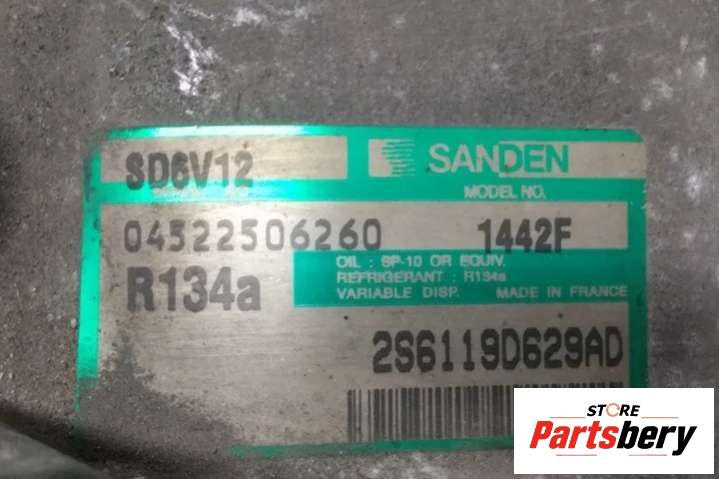 SD6V12
SANDEN
MODEL NO.
04522506260
1442F
R134a
OIL : SP-10 OR EQUIV.
REFRIGERANT : R134a
VARIABLE DISP. MADE IN FRANCE
2S6119D629AD
STORE
Partsbery